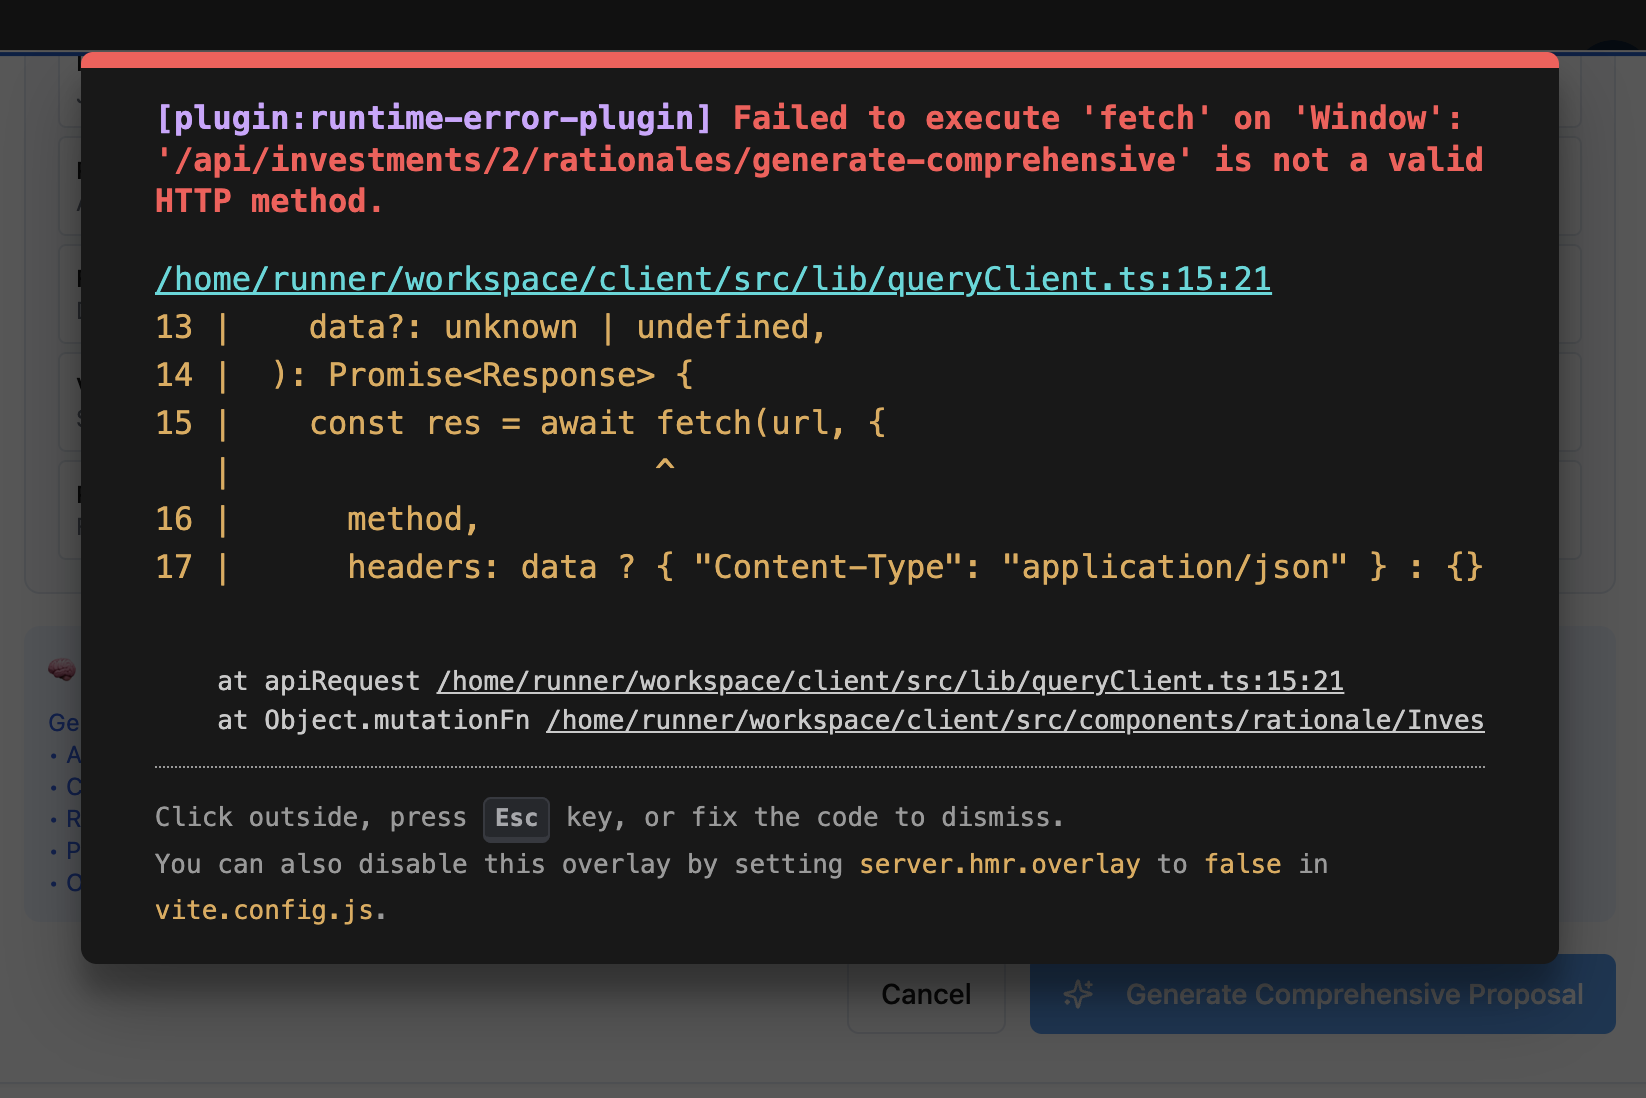 [plugin:runtime-error-plugin] Failed to execute 'fetch' on 'Window':
'/api/investments/2/rationales/generate-comprehensive' is not a valid
HTTP method.
/home/runner/workspace/client/src/lib/queryClient.ts:15:21
13 |    data?: unknown | undefined,
14 |  ): Promise<Response> {
15 |    const res = await fetch(url, {
   |                      ^
16 |      method,
17 |      headers: data ? { "Content-Type": "application/json" } : {}
at apiRequest /home/runner/workspace/client/src/lib/queryClient.ts:15:21
at Object.mutationFn /home/runner/workspace/client/src/components/rationale/Inves
Click outside, press Esc key, or fix the code to dismiss.
You can also disable this overlay by setting server.hmr.overlay to false in
vite.config.js.
Ge
• A
• C
• R
• P
• O
Cancel
Generate Comprehensive Proposal